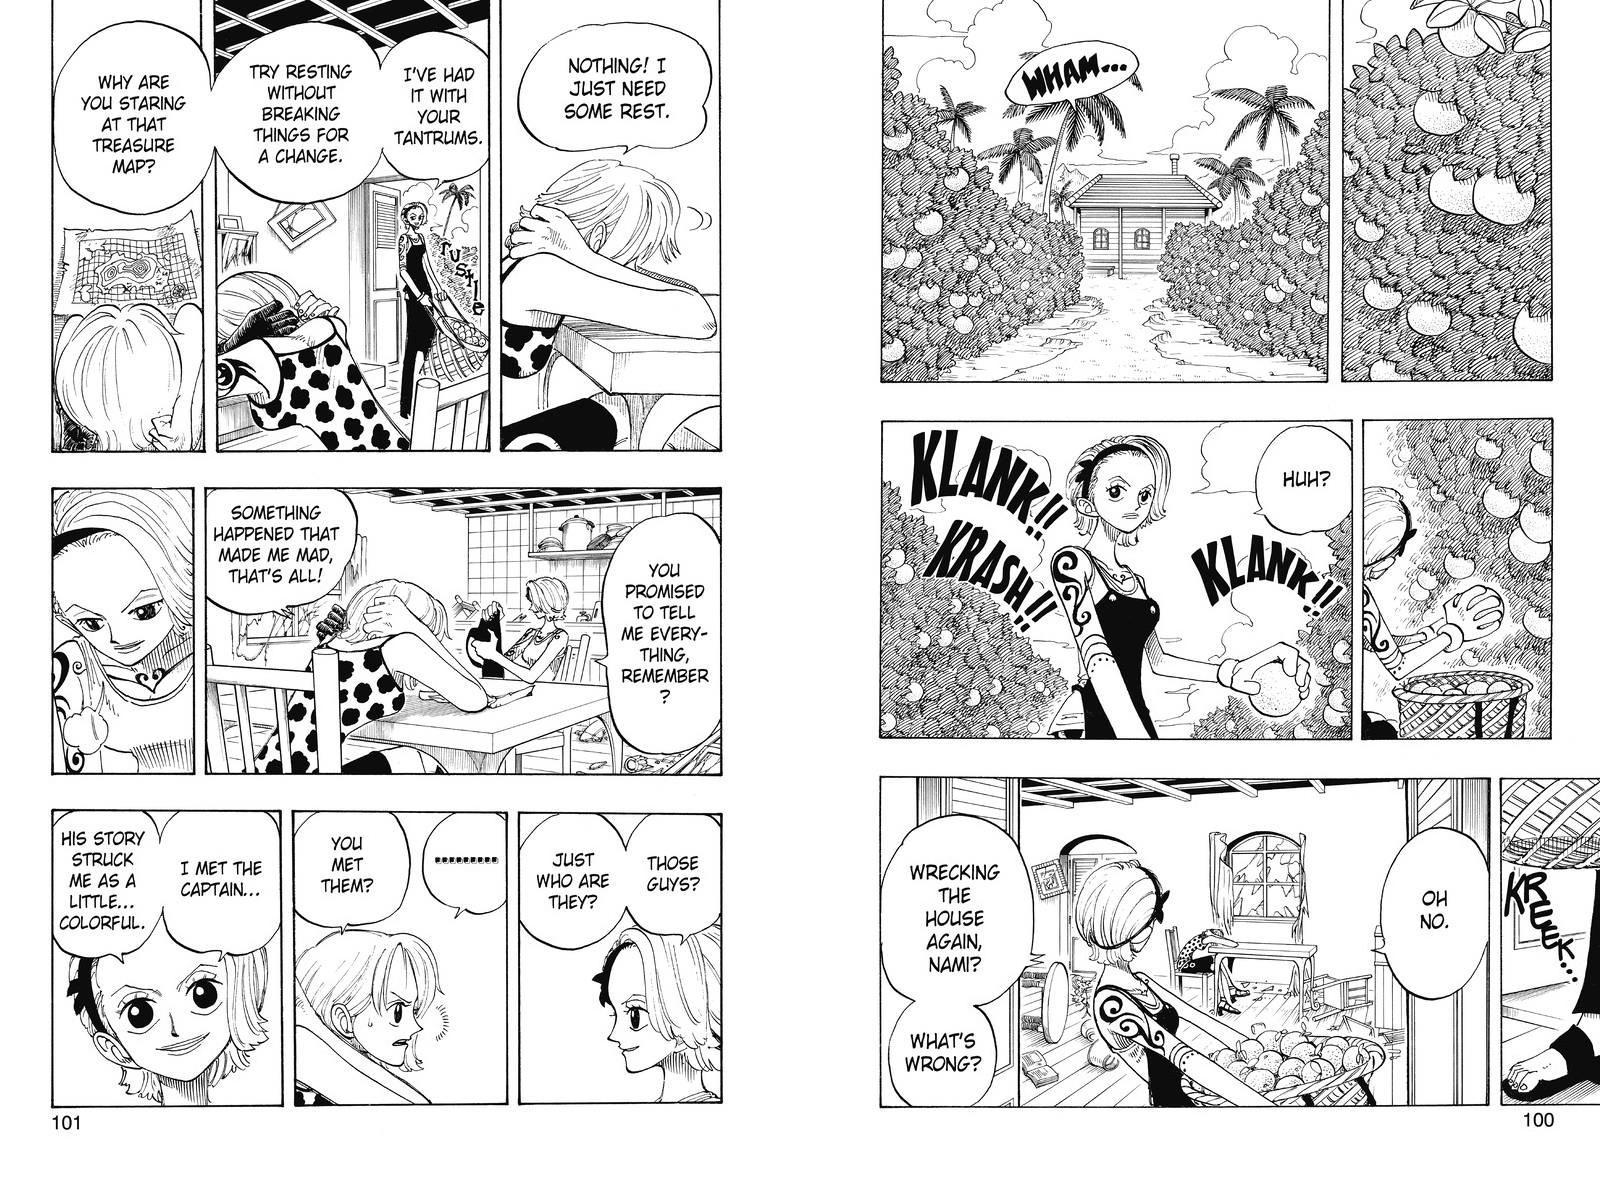 WHAM...
HUH?
KLANK!!
KLANK!!
KRASH!!
KREEK...
OH
NO.
WRECKING
THE
HOUSE
AGAIN,
NAMI?
WHAT'S
WRONG?
100
NOTHING! I
JUST NEED
SOME REST.
I'VE HAD
IT WITH
YOUR
TANTRUMS.
TRY RESTING
WITHOUT
BREAKING
THINGS FOR
A CHANGE.
rustle
WHY ARE
YOU STARING
AT THAT
TREASURE
MAP?
YOU
PROMISED
TO TELL
ME EVERY-
THING,
REMEMBER
?
SOMETHING
HAPPENED THAT
MADE ME MAD,
THAT'S ALL!
THOSE
GUYS?
JUST
WHO ARE
THEY?
.........
YOU
MET
THEM?
I MET THE
CAPTAIN...
HIS STORY
STRUCK
ME AS A
LITTLE...
COLORFUL.
101